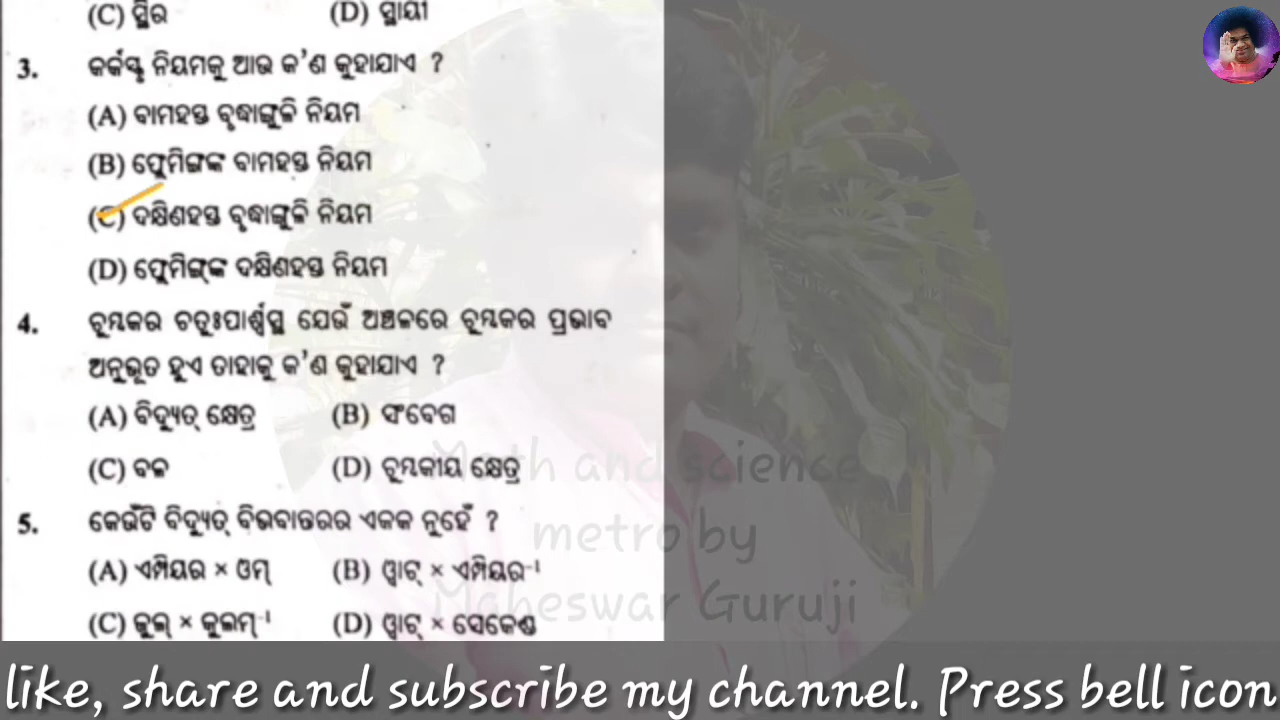 (C) ସ୍ଥିର (D) ସ୍ଥାୟୀ
3. କର୍କସ୍କ୍ରୁ ନିୟମକୁ ଆଉ କ'ଣ କୁହାଯାଏ ?
(A) ବାମହସ୍ତ ବୃଦ୍ଧାଙ୍ଗୁଳି ନିୟମ
(B) ଫ୍ଲେମିଙ୍ଗଙ୍କ ବାମହସ୍ତ ନିୟମ
(C) ଦକ୍ଷିଣହସ୍ତ ବୃଦ୍ଧାଙ୍ଗୁଳି ନିୟମ
(D) ଫ୍ଲେମିଙ୍ଗ୍‌ଙ୍କ ଦକ୍ଷିଣହସ୍ତ ନିୟମ
4. ଚୁମ୍ବକର ଚତୁଃପାର୍ଶ୍ୱସ୍ଥ ଯେଉଁ ଅଞ୍ଚଳରେ ଚୁମ୍ବକର ପ୍ରଭାବ
ଅନୁଭୂତ ହୁଏ ତାହାକୁ କ'ଣ କୁହାଯାଏ ?
(A) ବିଦ୍ୟୁତ୍ କ୍ଷେତ୍ର (B) ସଂବେଗ
(C) ବଳ (D) ଚୁମ୍ବକୀୟ କ୍ଷେତ୍ର
5. କେଉଁଟି ବିଦ୍ୟୁତ୍ ବିଭବାନ୍ତରର ଏକକ ନୁହେଁ ?
(A) ଏମ୍ପିୟର × ଓମ୍ (B) ୱାଟ୍ × ଏମ୍ପିୟର⁻¹
(C) ଜୁଲ୍ × କୁଲମ୍⁻¹ (D) ୱାଟ୍ × ସେକେଣ୍ଡ
Math and science
metro by
Maheswar Guruji
like, share and subscribe my channel. Press bell icon